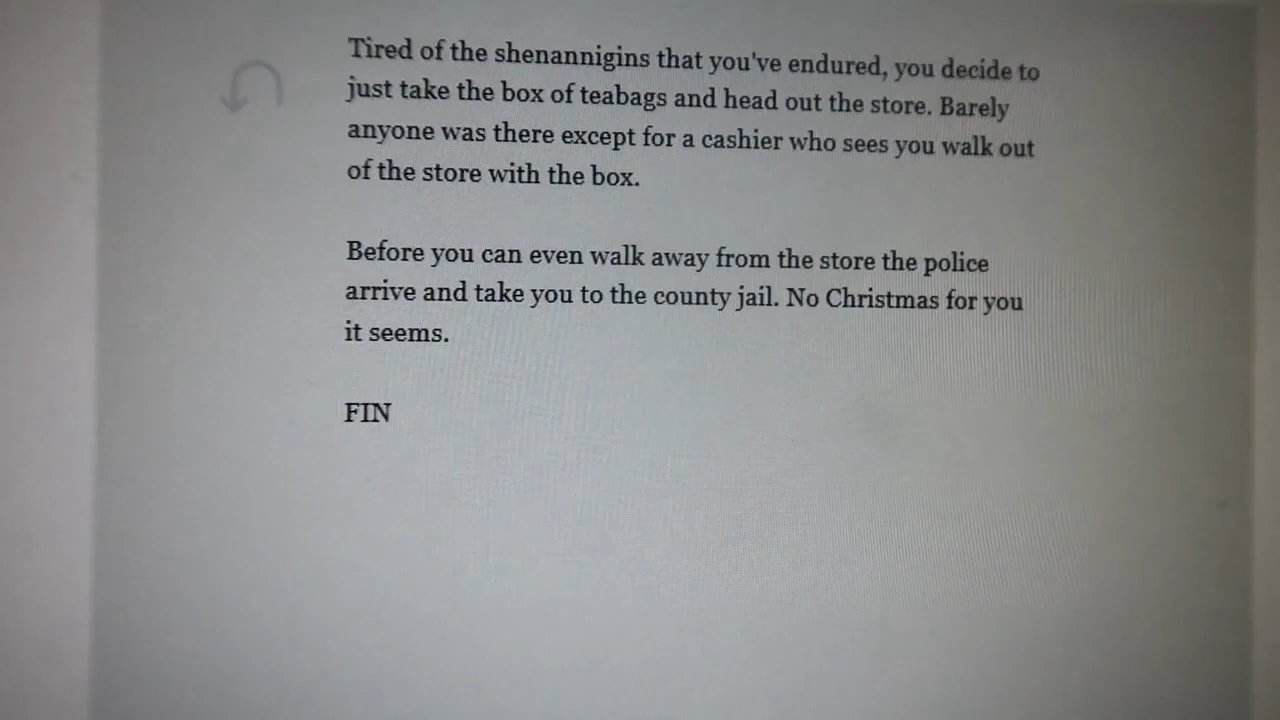 Tired of the shenannigins that you've endured, you decide to
just take the box of teabags and head out the store. Barely
anyone was there except for a cashier who sees you walk out
of the store with the box.
Before you can even walk away from the store the police
arrive and take you to the county jail. No Christmas for you
it seems.
FIN